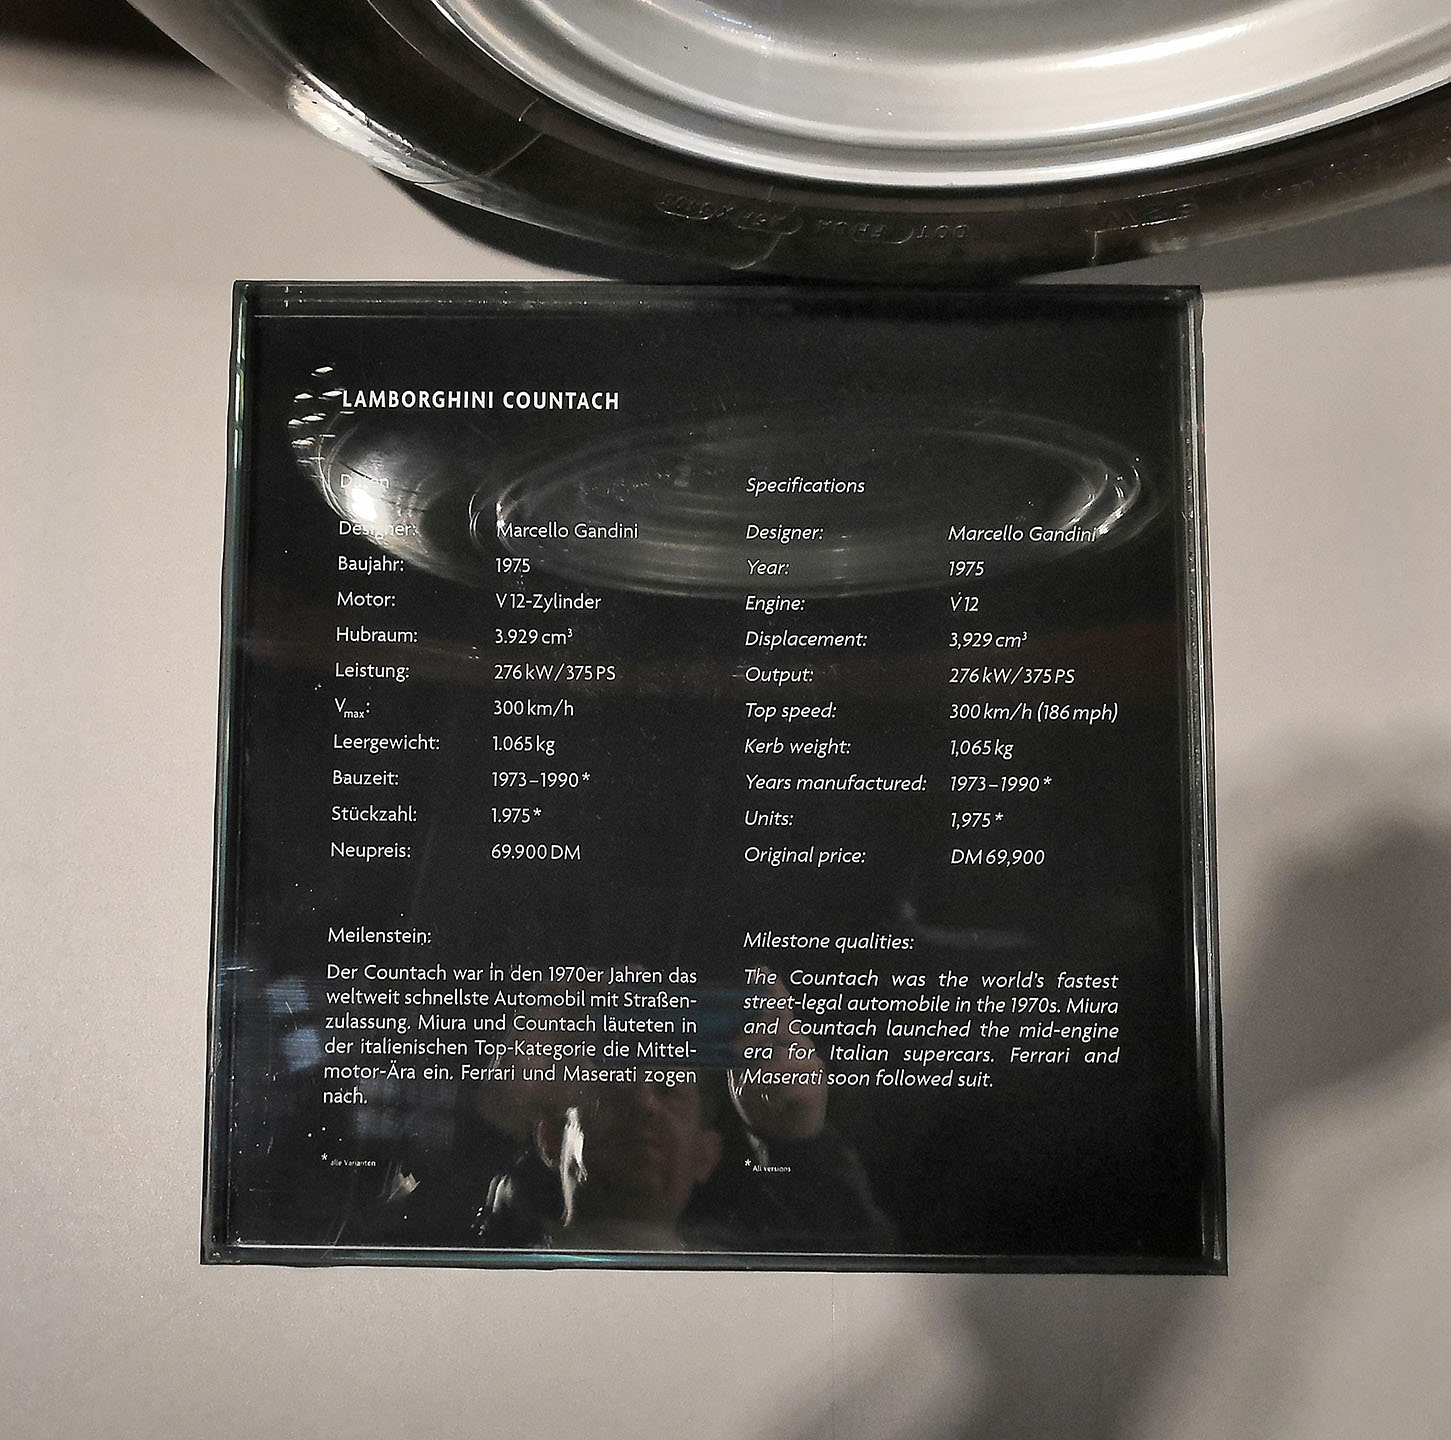 LAMBORGHINI COUNTACH
Daten
Designer: Marcello Gandini
Baujahr: 1975
Motor: V12-Zylinder
Hubraum: 3.929 cm³
Leistung: 276 kW/375 PS
Vmax: 300 km/h
Leergewicht: 1.065 kg
Bauzeit: 1973–1990*
Stückzahl: 1.975*
Neupreis: 69.900 DM
Meilenstein:
Der Countach war in den 1970er Jahren das
weltweit schnellste Automobil mit Straßen-
zulassung. Miura und Countach läuteten in
der italienischen Top-Kategorie die Mittel-
motor-Ära ein. Ferrari und Maserati zogen
nach.
* alle Varianten
Specifications
Designer: Marcello Gandini
Year: 1975
Engine: V12
Displacement: 3,929 cm³
Output: 276 kW/375 PS
Top speed: 300 km/h (186 mph)
Kerb weight: 1,065 kg
Years manufactured: 1973–1990*
Units: 1,975*
Original price: DM 69,900
Milestone qualities:
The Countach was the world's fastest
street-legal automobile in the 1970s. Miura
and Countach launched the mid-engine
era for Italian supercars. Ferrari and
Maserati soon followed suit.
* All versions